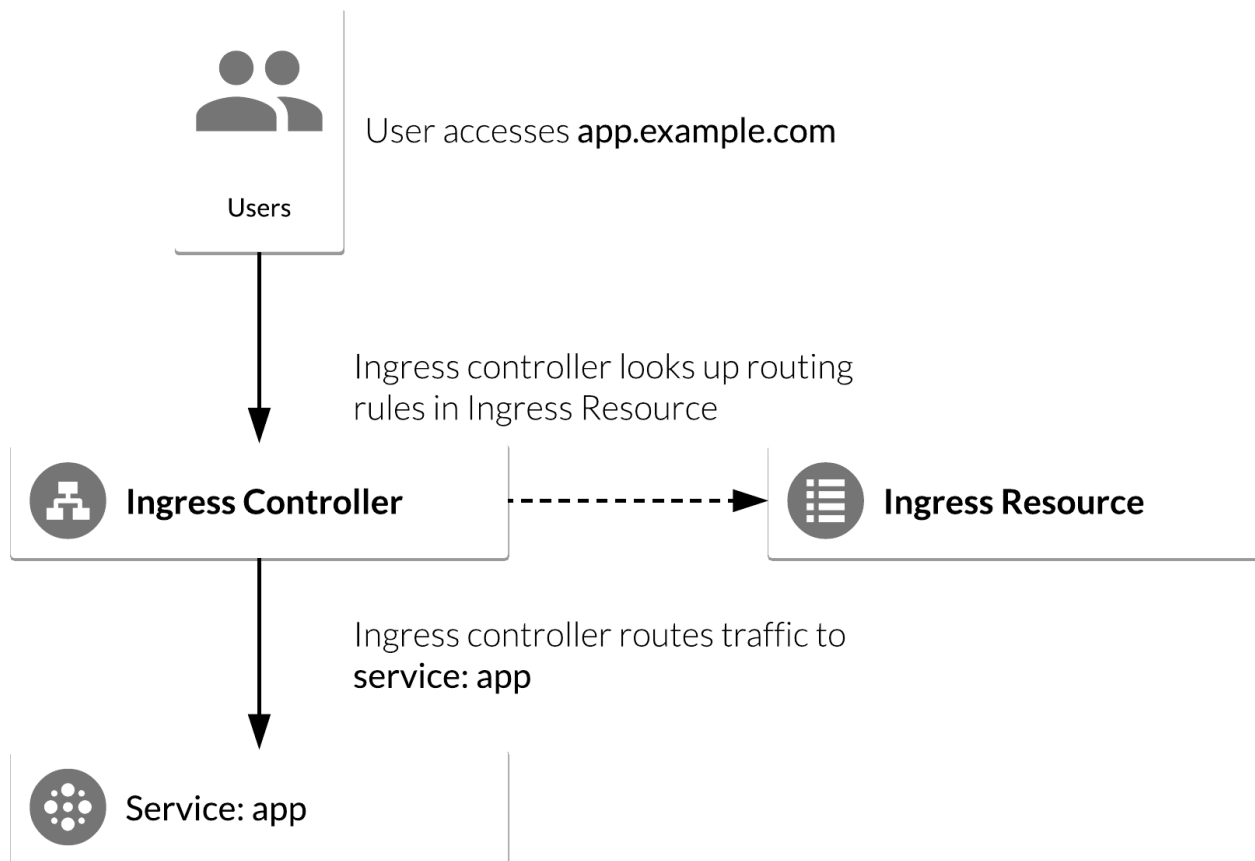 User accesses app.example.com
Users
Ingress controller looks up routing
rules in Ingress Resource
Ingress Controller
Ingress Resource
Ingress controller routes traffic to
service: app
Service: app